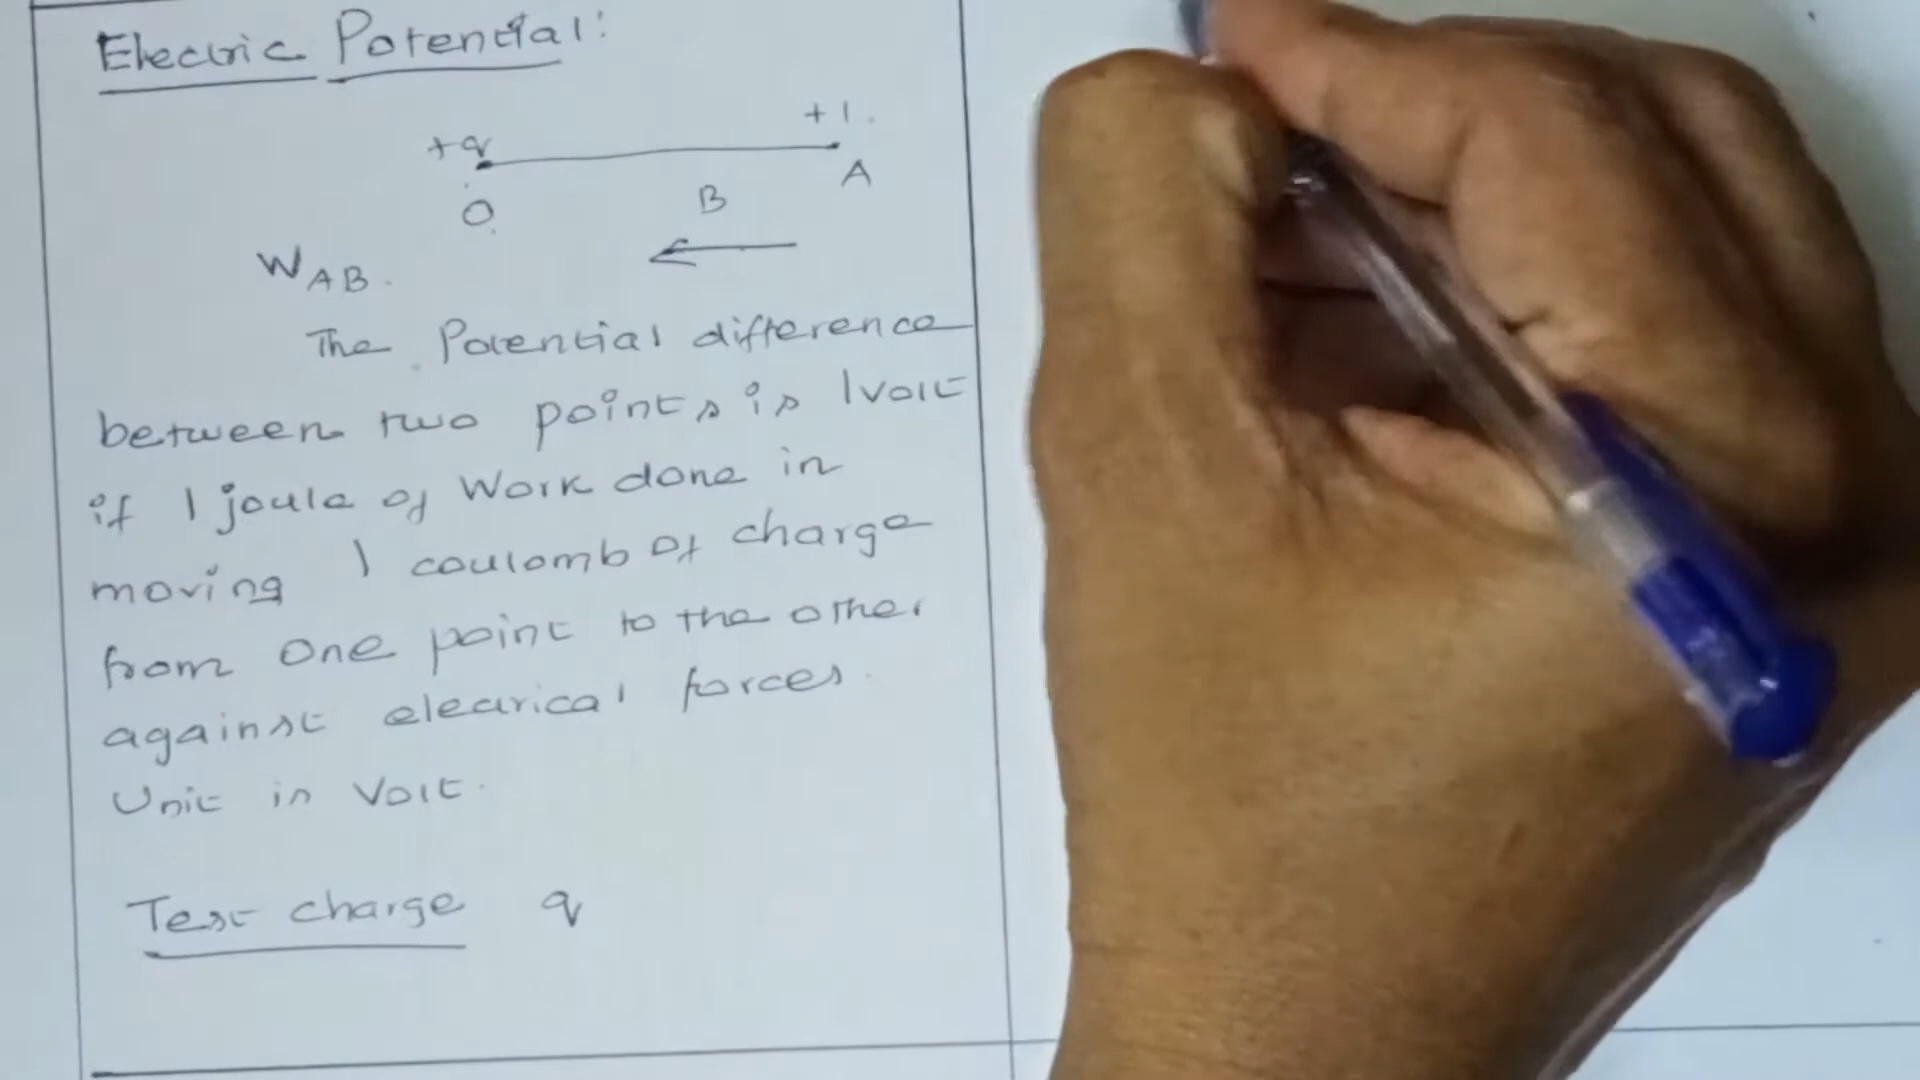 Electric Potential:
+q +1.
O B A
WAB.
The Potential difference
between two points is 1volt
if 1 joule of Work done in
moving 1 coulomb of charge
from One point to the other
against electrical forces.
Unit is Volt.
Test charge q